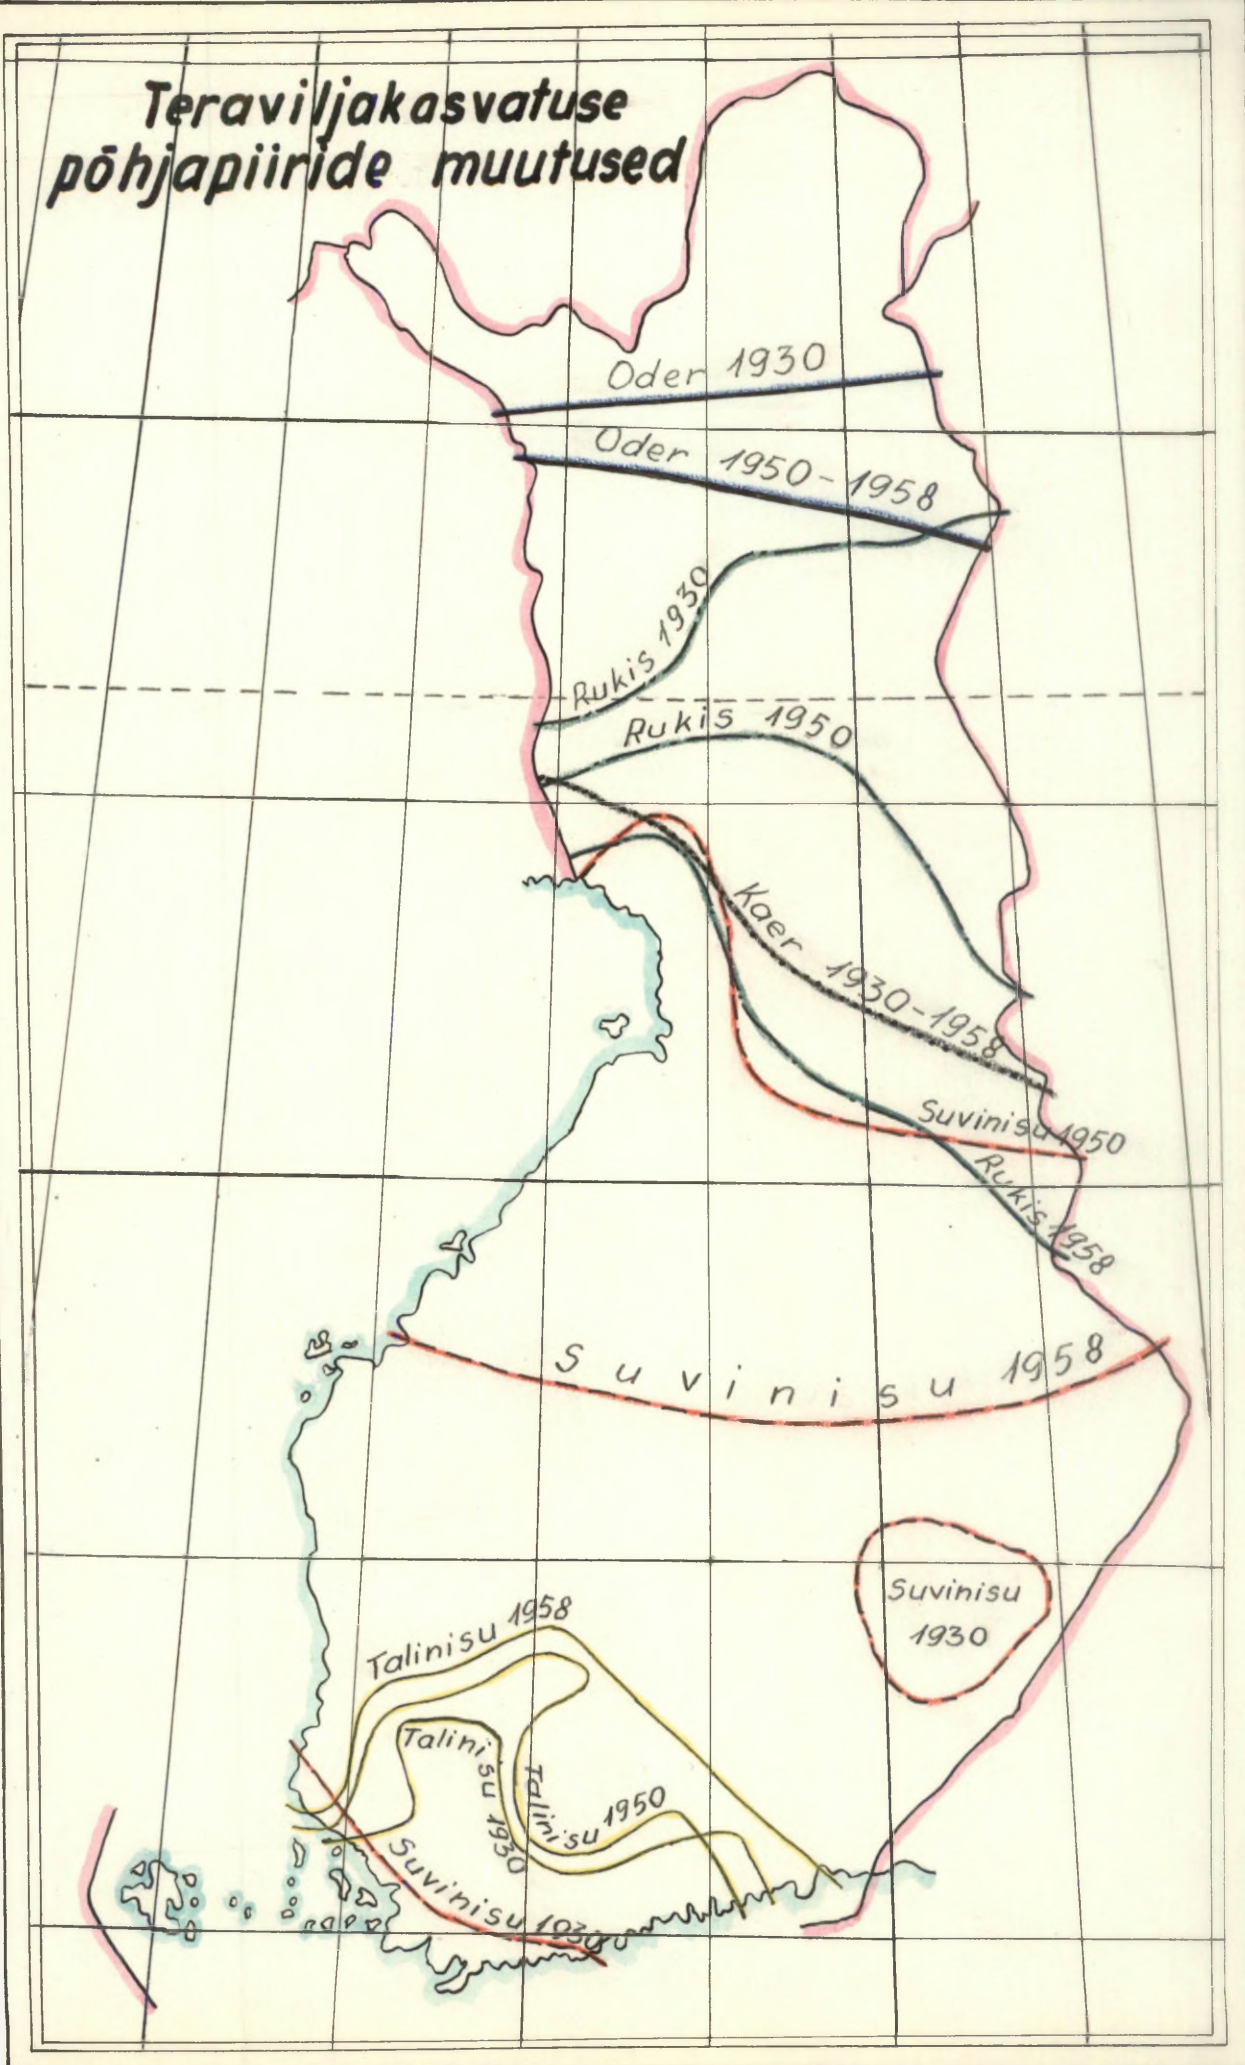 Teraviljakasvatuse
põhjapiiride muutused
Oder 1930
Oder 1950-1958
Rukis 1930
Rukis 1950
Kaer 1930-1958
Suvinisu 1950
Rukis 1958
Suvinisu 1958
Suvinisu
1930
Talinisu 1958
Talinisu 1930
Talinisu 1950
Suvinisu 1930